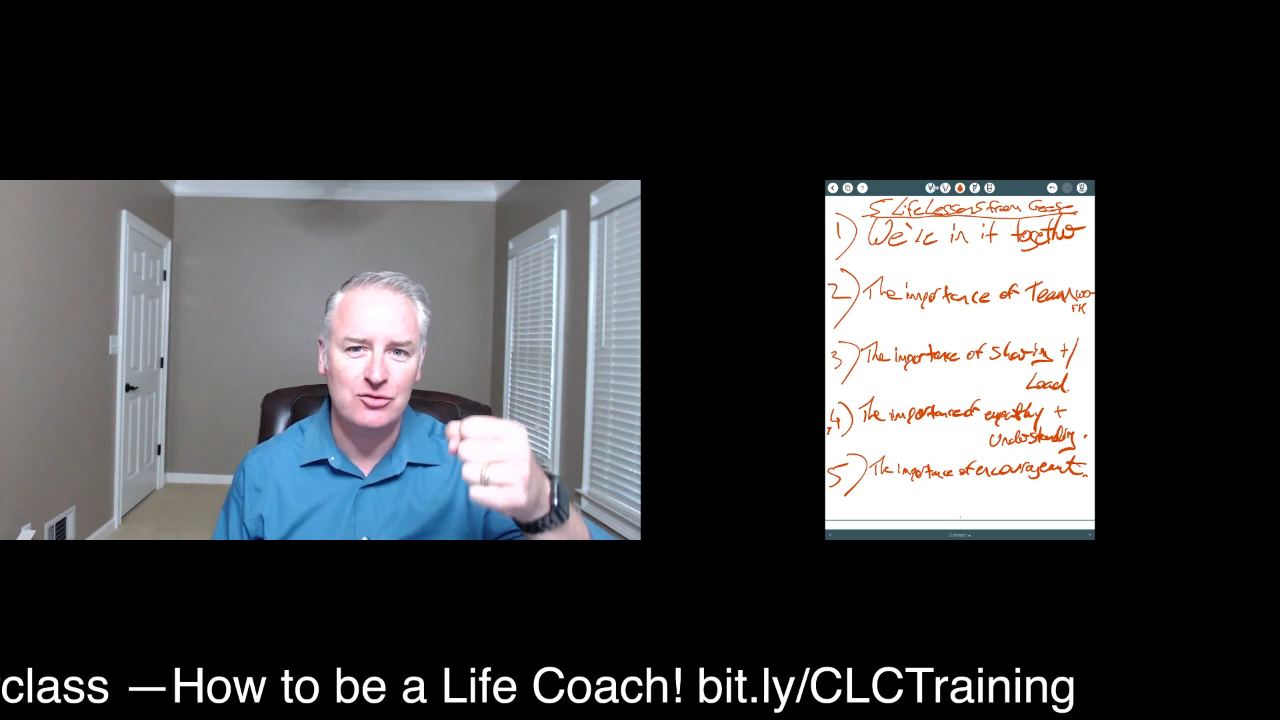 5 Life Lessons from Geese
1) We're in it together
2) The importance of Teamwo-
rk
3) The importance of sharing +/
Load.
4) The importance of empathy +
Understanding.
5) The importance of encouragement.
class —How to be a Life Coach! bit.ly/CLCTraining